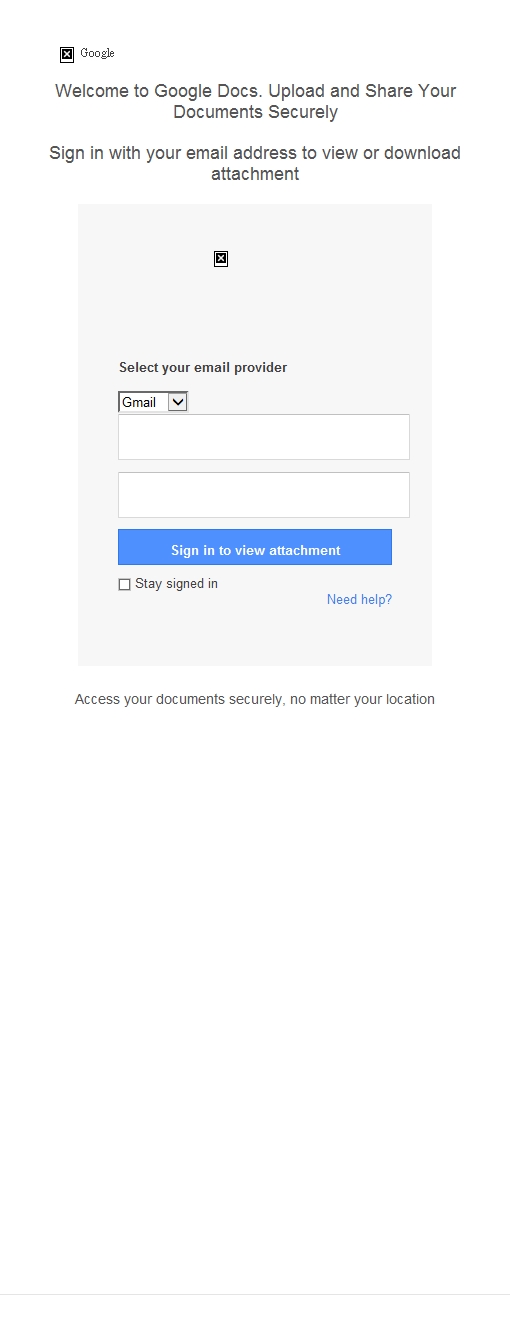 Google
Welcome to Google Docs. Upload and Share Your
Documents Securely
Sign in with your email address to view or download
attachment
Select your email provider
Gmail
Sign in to view attachment
Stay signed in
Need help?
Access your documents securely, no matter your location